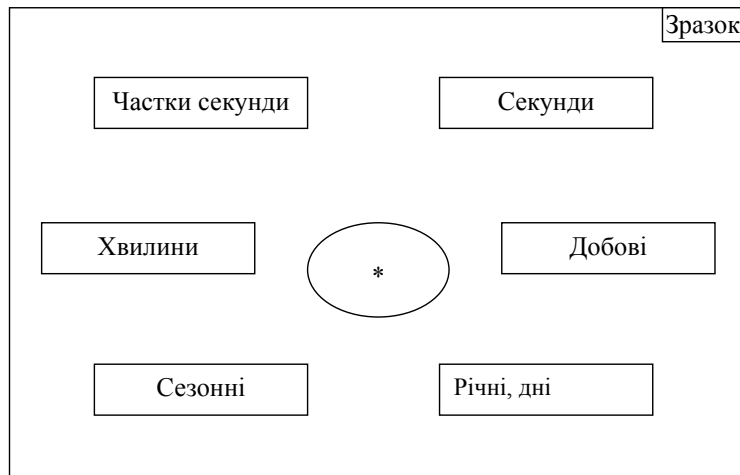 Зразок
Частки секунди
Секунди
Хвилини
Добові
*
Сезонні
Річні, дні